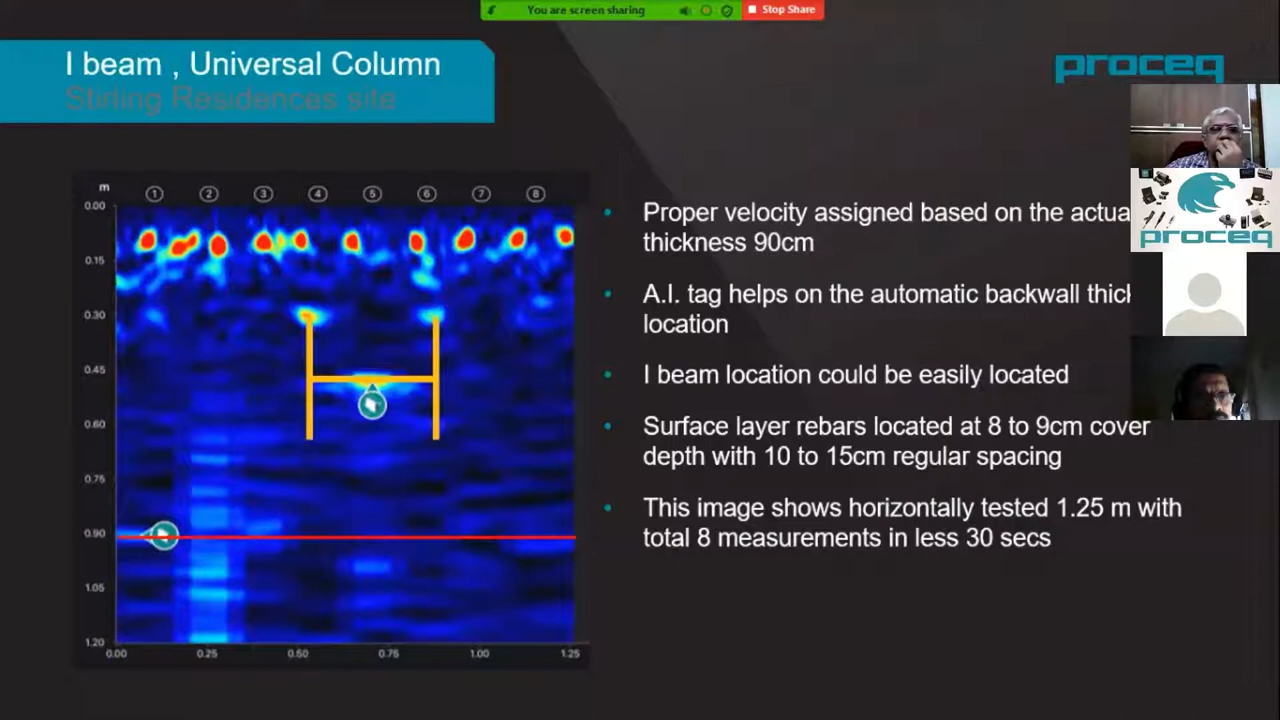 You are screen sharing
Stop Share
I beam , Universal Column
Stirling Residences site
proceq
m
① ② ③ ④ ⑤ ⑥ ⑦ ⑧
0.00
0.15
0.30
0.45
0.60
0.75
0.90
1.05
1.20
0.00 0.25 0.50 0.75 1.00 1.25
• Proper velocity assigned based on the actua
thickness 90cm
• A.I. tag helps on the automatic backwall thick
location
• I beam location could be easily located
• Surface layer rebars located at 8 to 9cm cover
depth with 10 to 15cm regular spacing
• This image shows horizontally tested 1.25 m with
total 8 measurements in less 30 secs
proceq